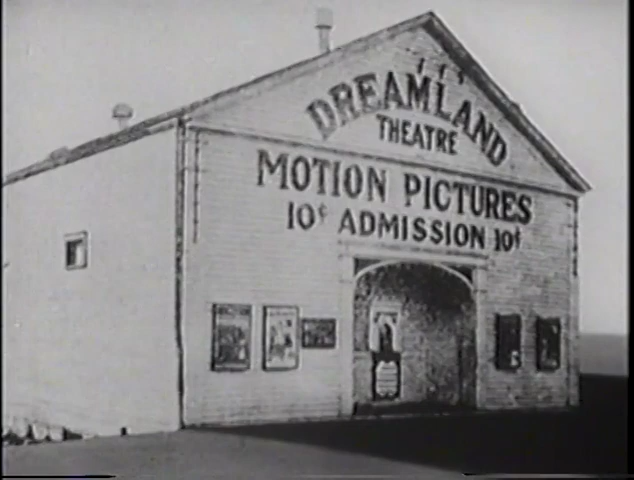 DREAMLAND
THEATRE
MOTION PICTURES
10¢ ADMISSION 10¢